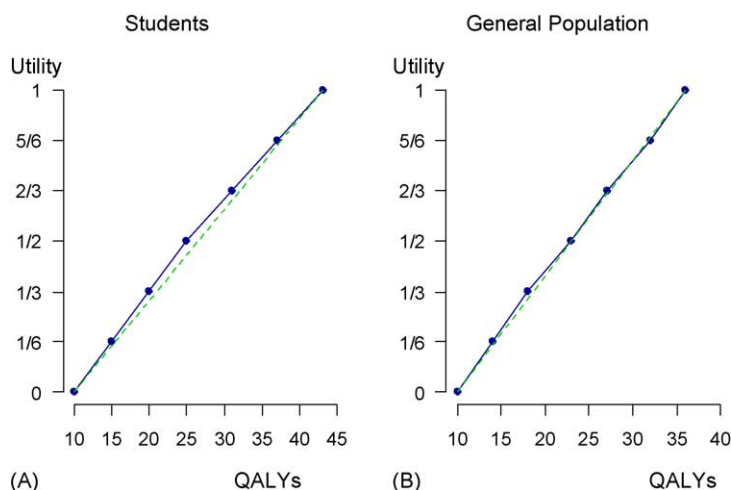 Students
Utility
1
5/6
2/3
1/2
1/3
1/6
0
10 15 20 25 30 35 40 45
(A) QALYs
General Population
Utility
1
5/6
2/3
1/2
1/3
1/6
0
10 15 20 25 30 35 40
(B) QALYs